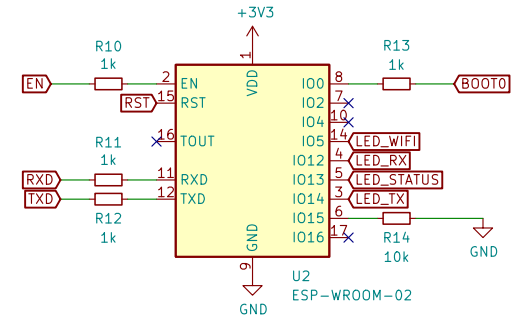 +3V3
R10
1k
R13
1k
1
EN
2
EN
VDD
IO0
8
BOOT0
RST
15
RST
IO2
7
IO4
10
16
TOUT
IO5
14
LED_WIFI
R11
1k
IO12
4
LED_RX
RXD
11
RXD
IO13
5
LED_STATUS
TXD
12
TXD
IO14
3
LED_TX
R12
1k
IO15
6
GND
IO16
17
R14
10k
GND
9
U2
ESP-WROOM-02
GND